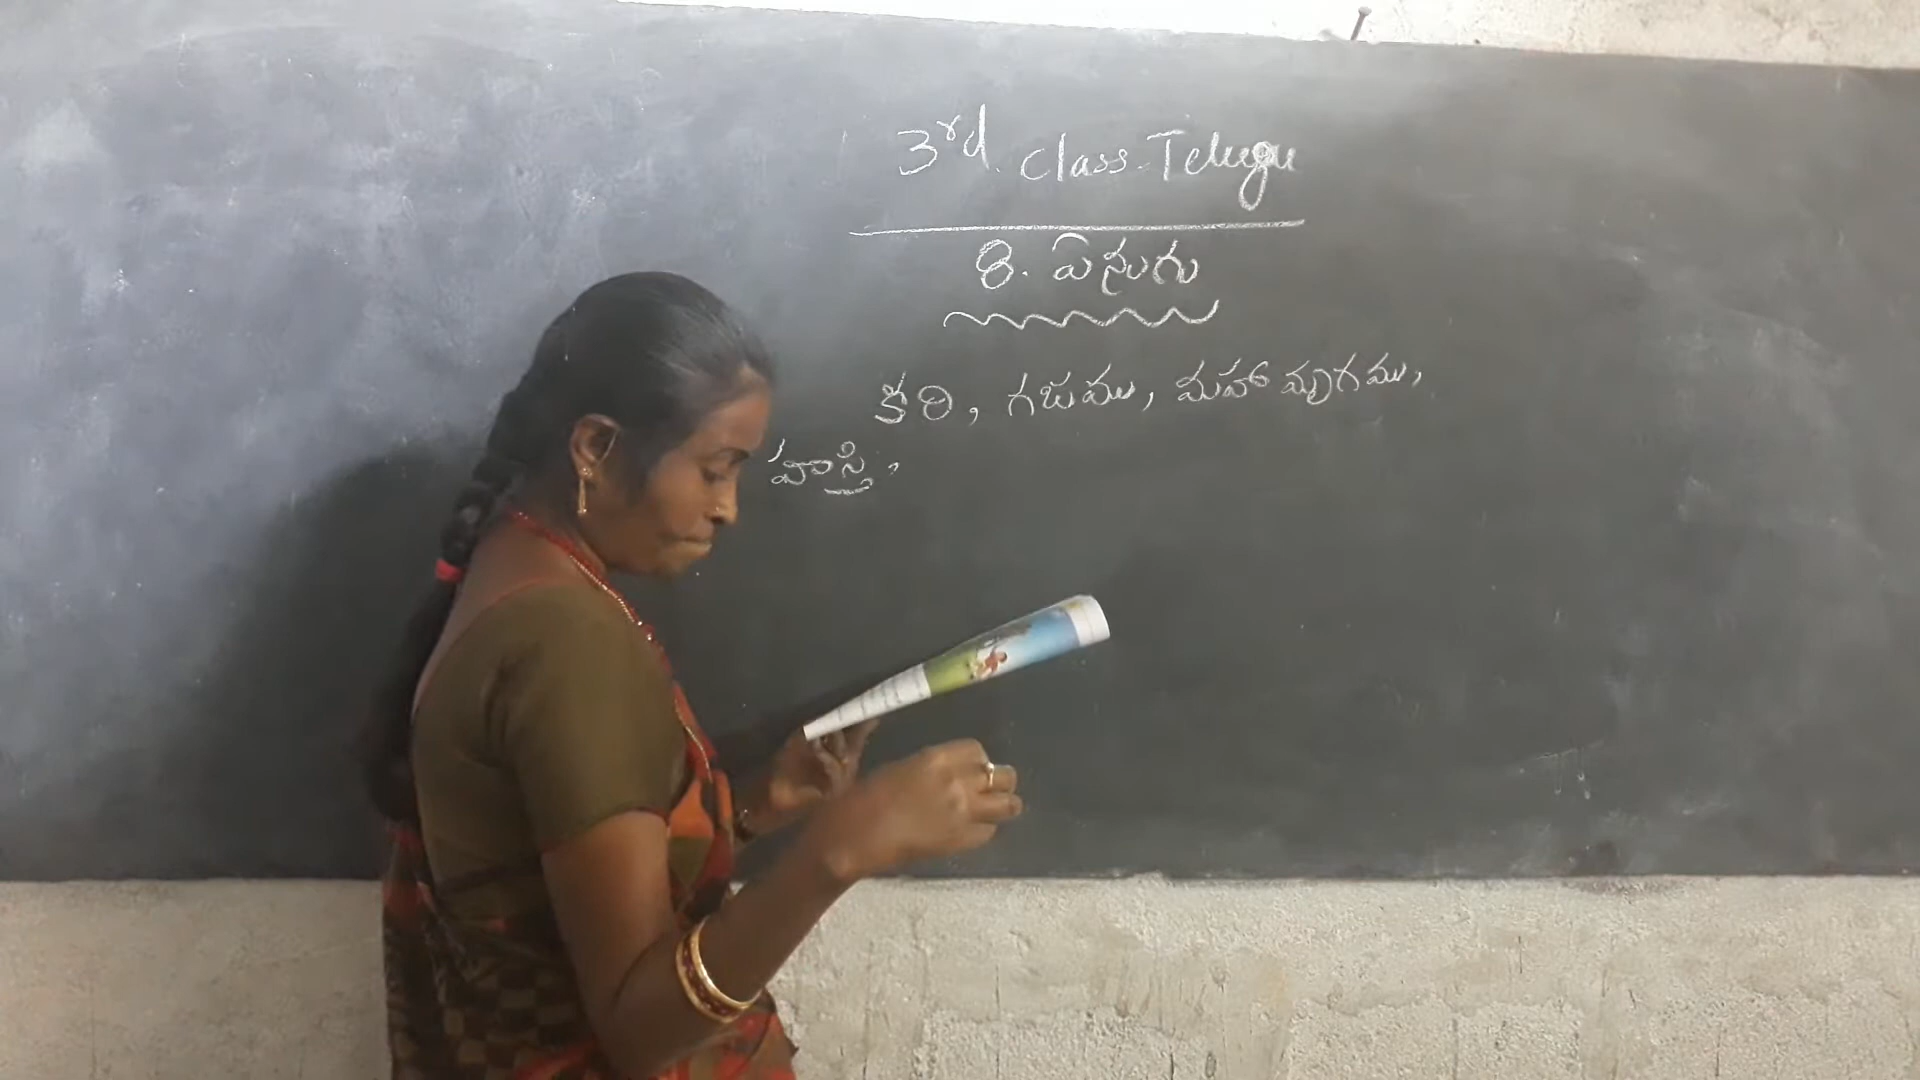 3rd. class-Telugu
8. ఏనుగు
కరి, గజము, మహా మృగము,
హస్తి,